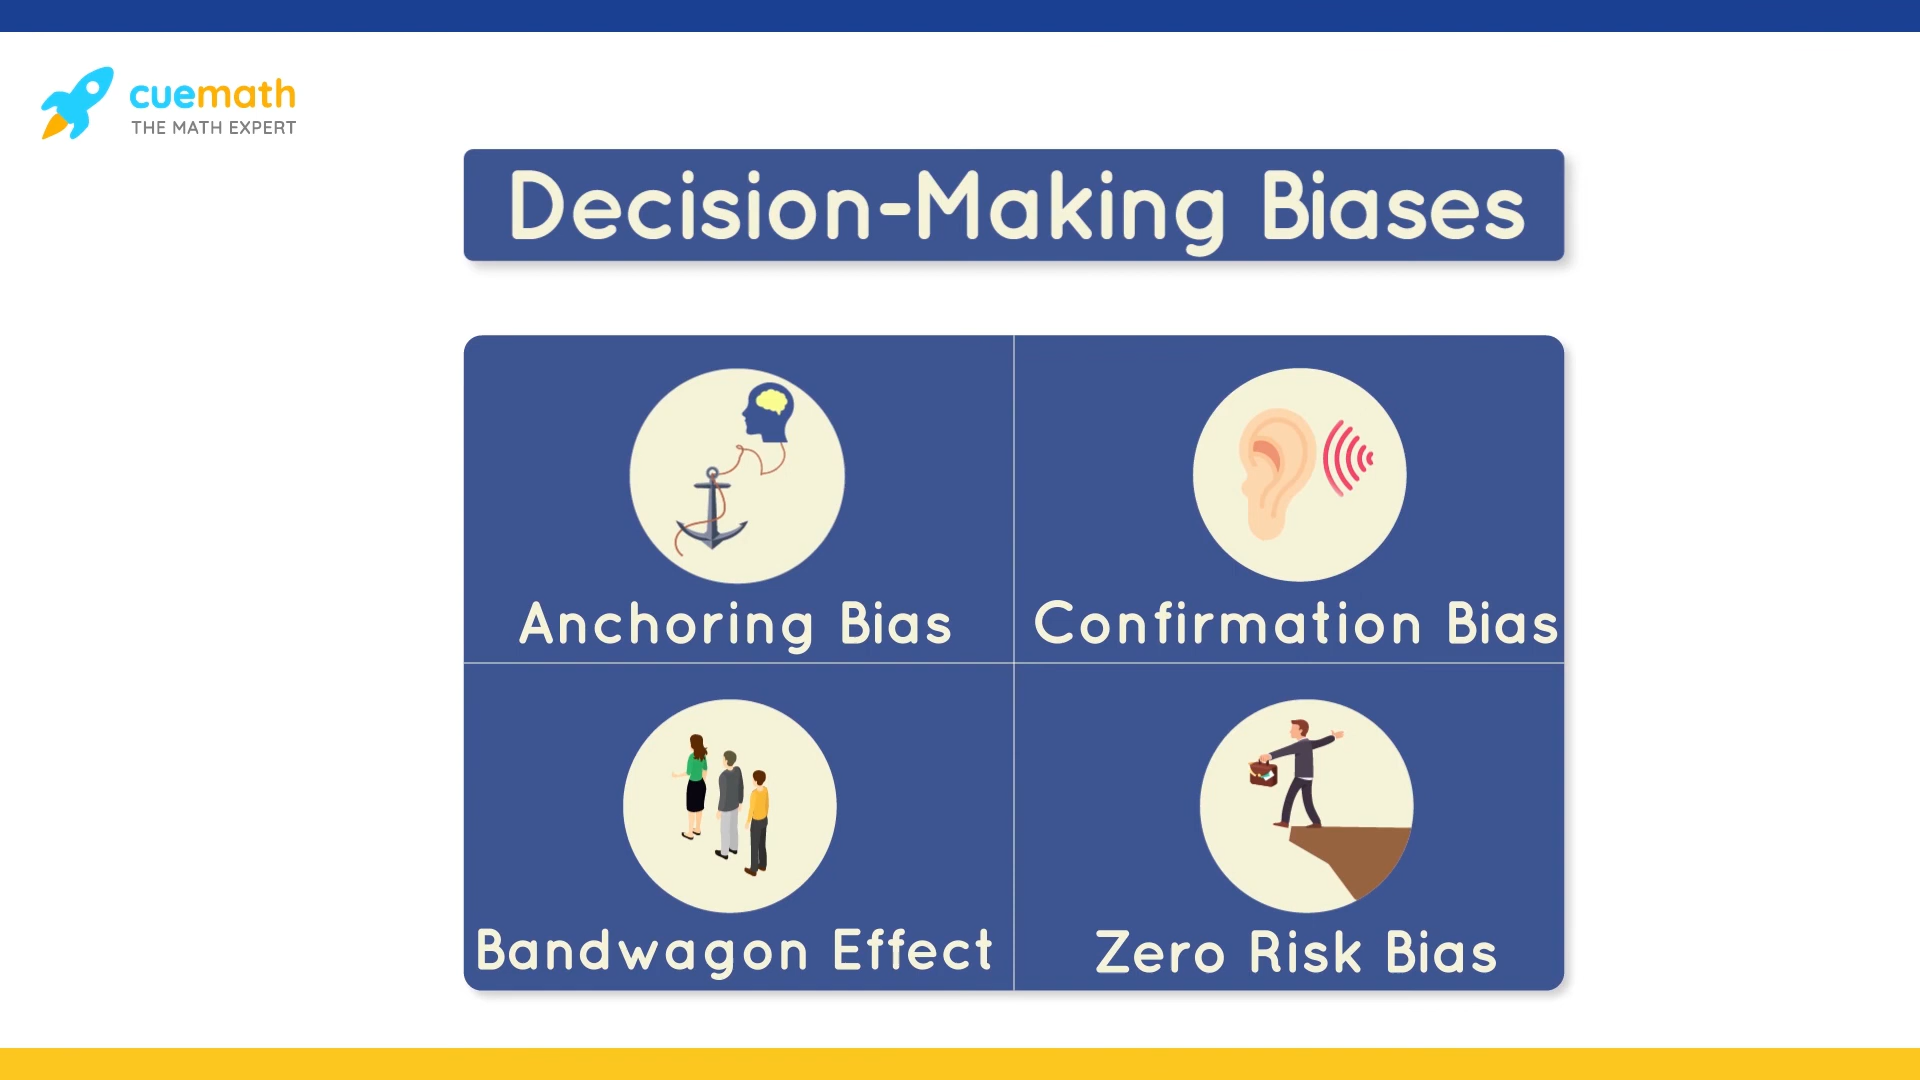 cuemath
THE MATH EXPERT
Decision-Making Biases
Anchoring Bias
Confirmation Bias
Bandwagon Effect
Zero Risk Bias